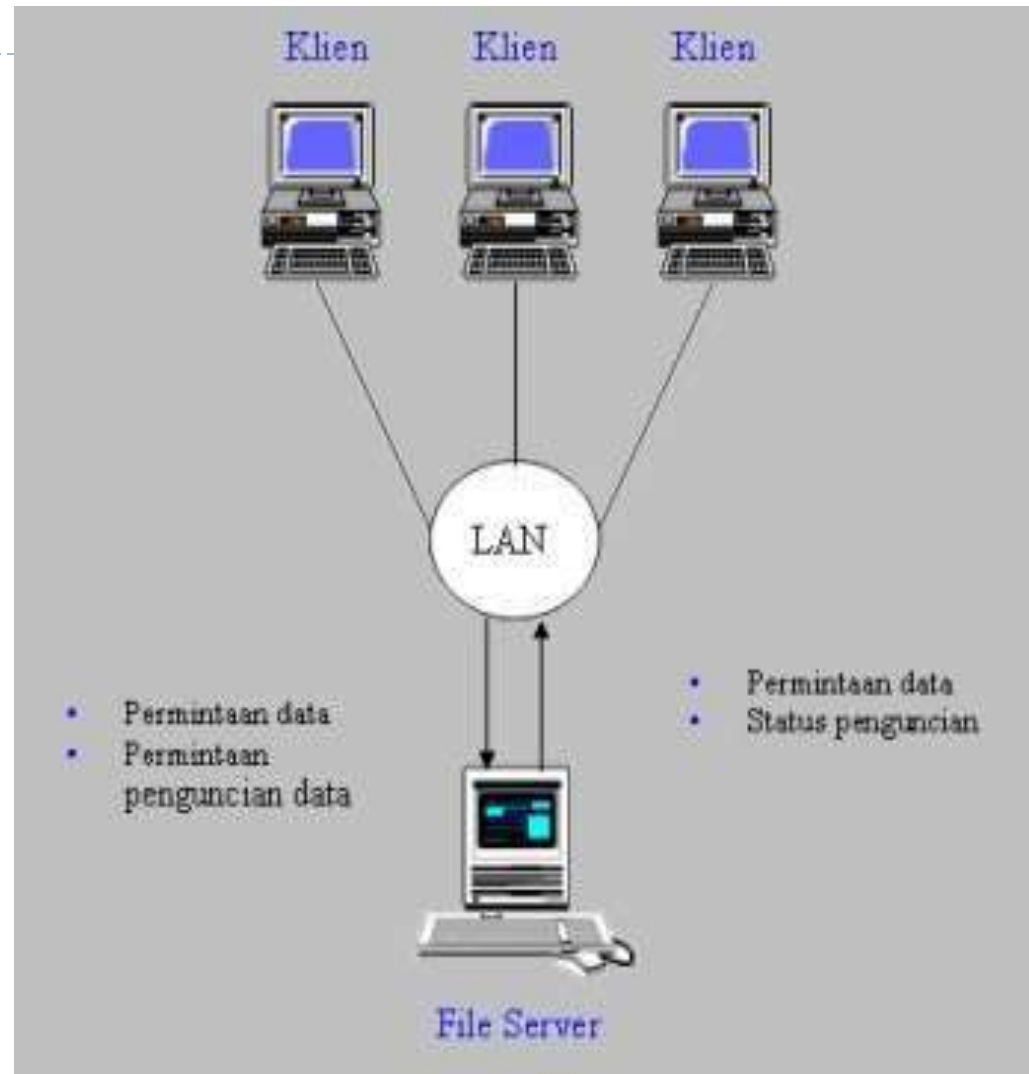 Klien Klien Klien
LAN
• Permintaan data
• Permintaan
penguncian data
• Permintaan data
• Status penguncian
File Server